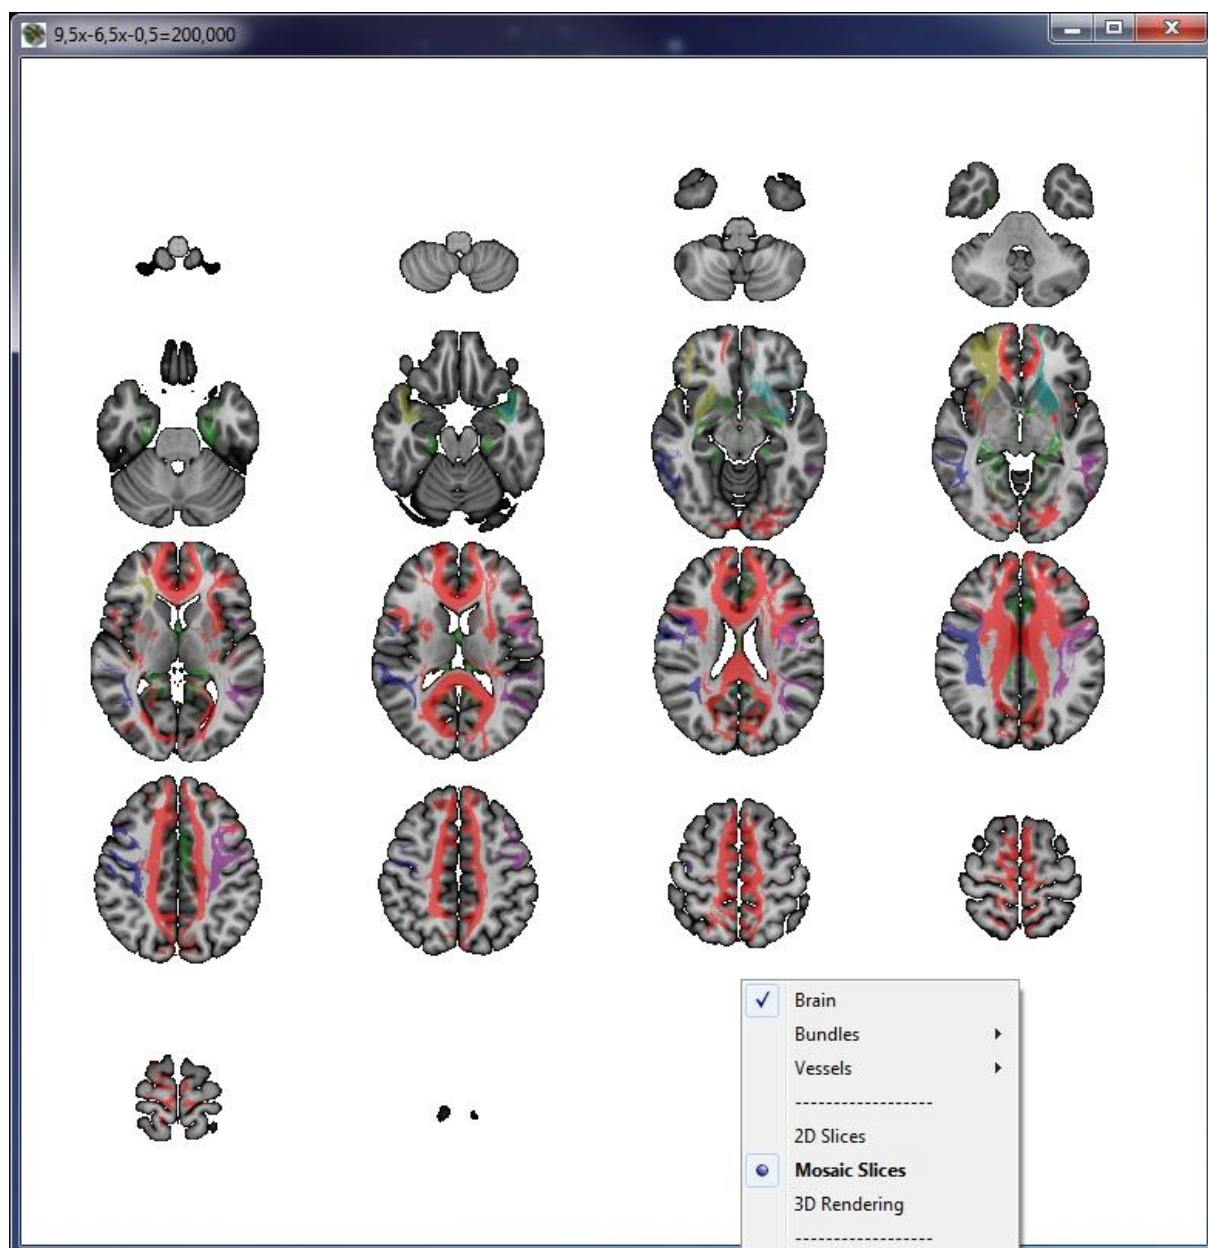 9,5x-6,5x-0,5=200,000
Brain
Bundles
Vessels
------------------
2D Slices
Mosaic Slices
3D Rendering
------------------